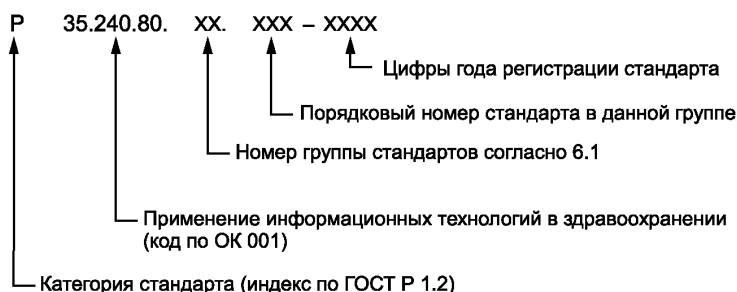 Р 35.240.80. ХХ. ХХХ – ХХХХ
Цифры года регистрации стандарта
Порядковый номер стандарта в данной группе
Номер группы стандартов согласно 6.1
Применение информационных технологий в здравоохранении
(код по ОК 001)
Категория стандарта (индекс по ГОСТ Р 1.2)